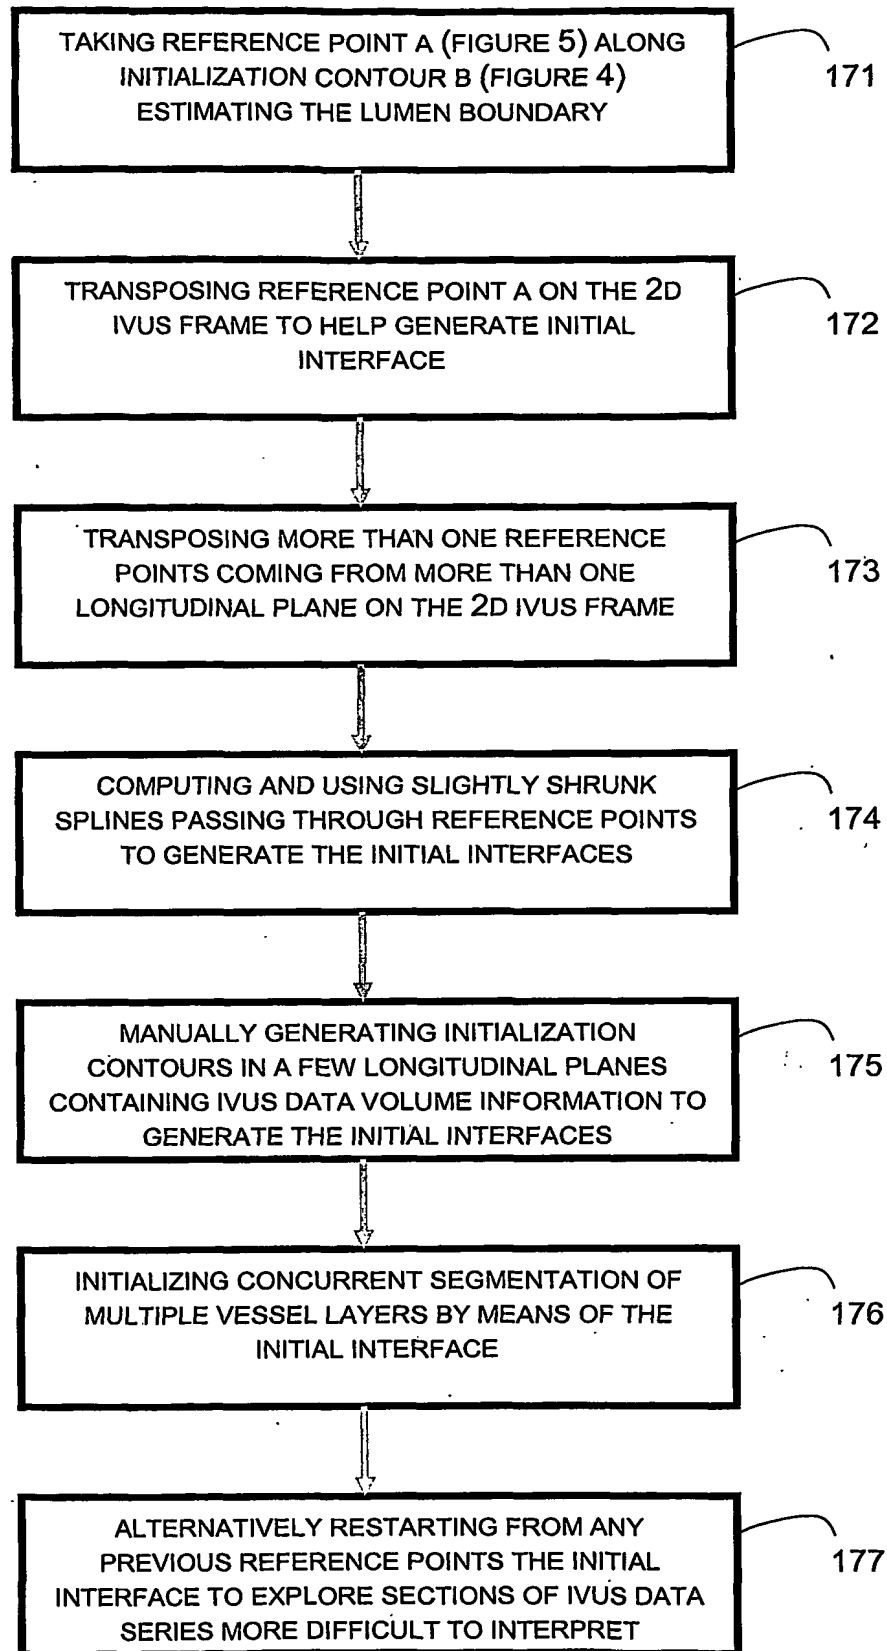 TAKING REFERENCE POINT A (FIGURE 5) ALONG
INITIALIZATION CONTOUR B (FIGURE 4)
ESTIMATING THE LUMEN BOUNDARY
171
TRANSPOSING REFERENCE POINT A ON THE 2D
IVUS FRAME TO HELP GENERATE INITIAL
INTERFACE
172
TRANSPOSING MORE THAN ONE REFERENCE
POINTS COMING FROM MORE THAN ONE
LONGITUDINAL PLANE ON THE 2D IVUS FRAME
173
COMPUTING AND USING SLIGHTLY SHRUNK
SPLINES PASSING THROUGH REFERENCE POINTS
TO GENERATE THE INITIAL INTERFACES
174
MANUALLY GENERATING INITIALIZATION
CONTOURS IN A FEW LONGITUDINAL PLANES
CONTAINING IVUS DATA VOLUME INFORMATION TO
GENERATE THE INITIAL INTERFACES
175
INITIALIZING CONCURRENT SEGMENTATION OF
MULTIPLE VESSEL LAYERS BY MEANS OF THE
INITIAL INTERFACE
176
ALTERNATIVELY RESTARTING FROM ANY
PREVIOUS REFERENCE POINTS THE INITIAL
INTERFACE TO EXPLORE SECTIONS OF IVUS DATA
SERIES MORE DIFFICULT TO INTERPRET
177